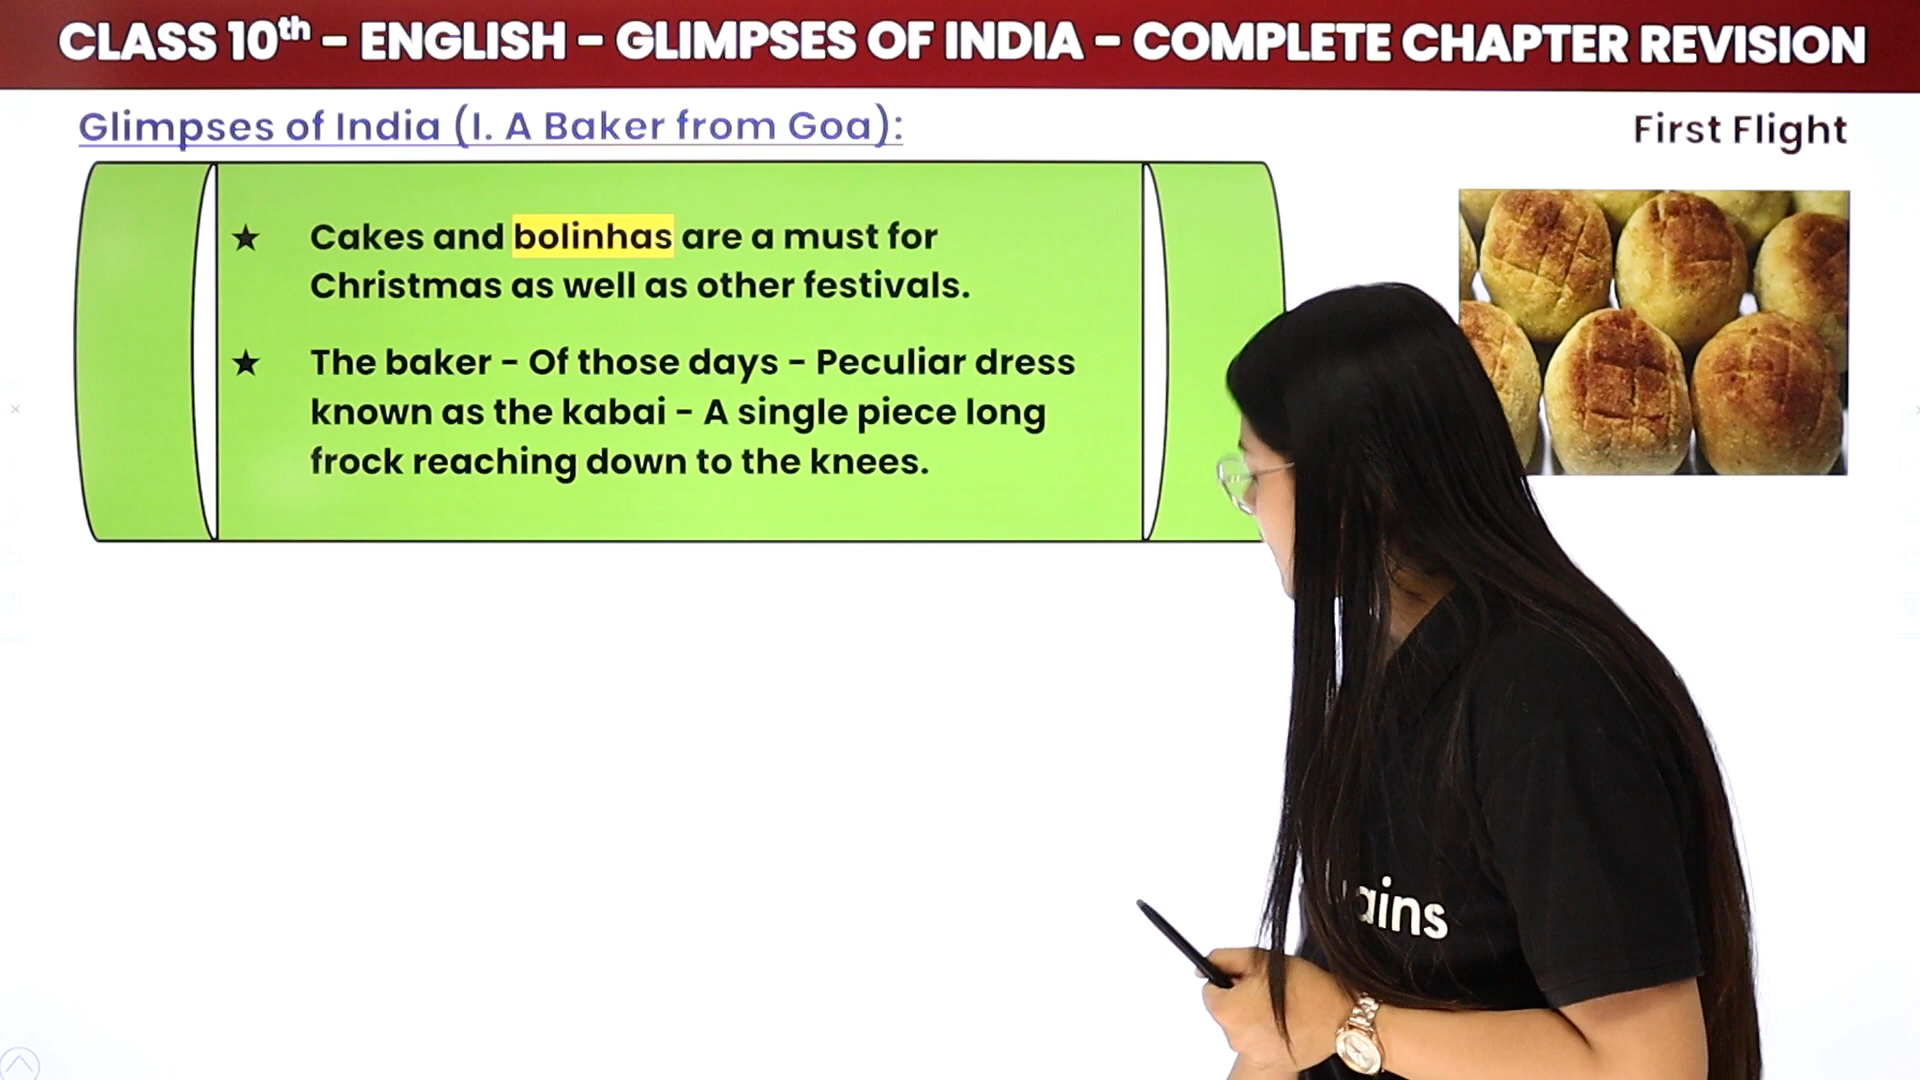 CLASS 10th - ENGLISH - GLIMPSES OF INDIA - COMPLETE CHAPTER REVISION
Glimpses of India (I. A Baker from Goa):
First Flight
★ Cakes and bolinhas are a must for
Christmas as well as other festivals.
★ The baker - Of those days - Peculiar dress
known as the kabai - A single piece long
frock reaching down to the knees.